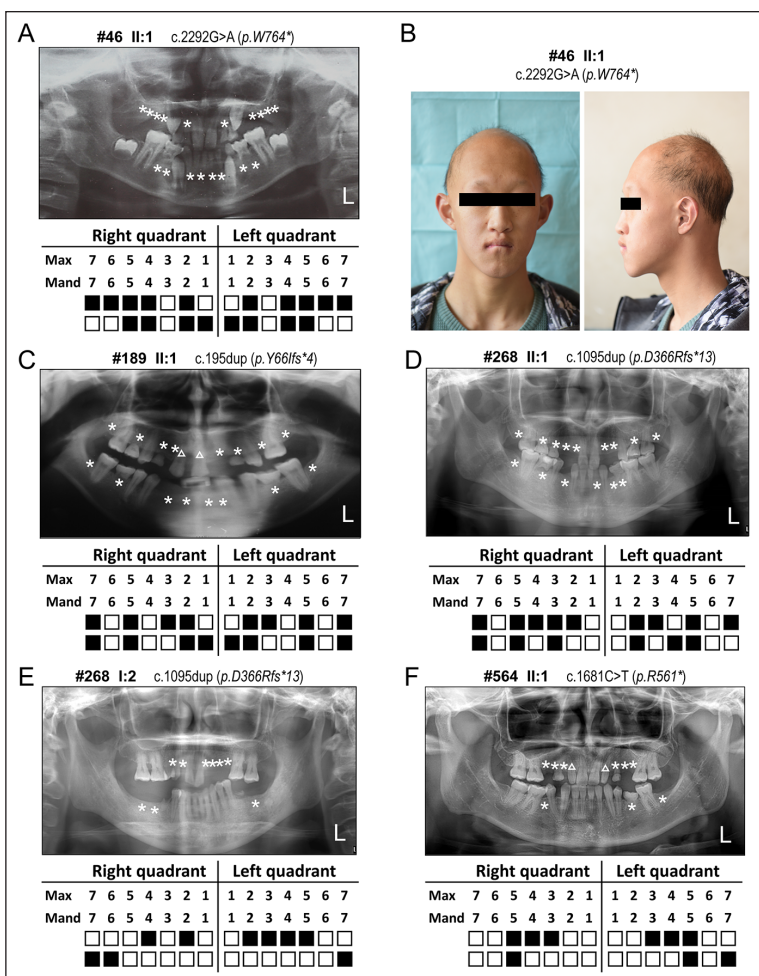 A
#46 II:1 c.2292G>A (p.W764*)
L
Right quadrant Left quadrant
Max 7 6 5 4 3 2 1 1 2 3 4 5 6 7
Mand 7 6 5 4 3 2 1 1 2 3 4 5 6 7
B
#46 II:1
c.2292G>A (p.W764*)
C
#189 II:1 c.195dup (p.Y66Ifs*4)
L
Right quadrant Left quadrant
Max 7 6 5 4 3 2 1 1 2 3 4 5 6 7
Mand 7 6 5 4 3 2 1 1 2 3 4 5 6 7
D
#268 II:1 c.1095dup (p.D366Rfs*13)
L
Right quadrant Left quadrant
Max 7 6 5 4 3 2 1 1 2 3 4 5 6 7
Mand 7 6 5 4 3 2 1 1 2 3 4 5 6 7
E
#268 I:2 c.1095dup (p.D366Rfs*13)
L
Right quadrant Left quadrant
Max 7 6 5 4 3 2 1 1 2 3 4 5 6 7
Mand 7 6 5 4 3 2 1 1 2 3 4 5 6 7
F
#564 II:1 c.1681C>T (p.R561*)
L
Right quadrant Left quadrant
Max 7 6 5 4 3 2 1 1 2 3 4 5 6 7
Mand 7 6 5 4 3 2 1 1 2 3 4 5 6 7